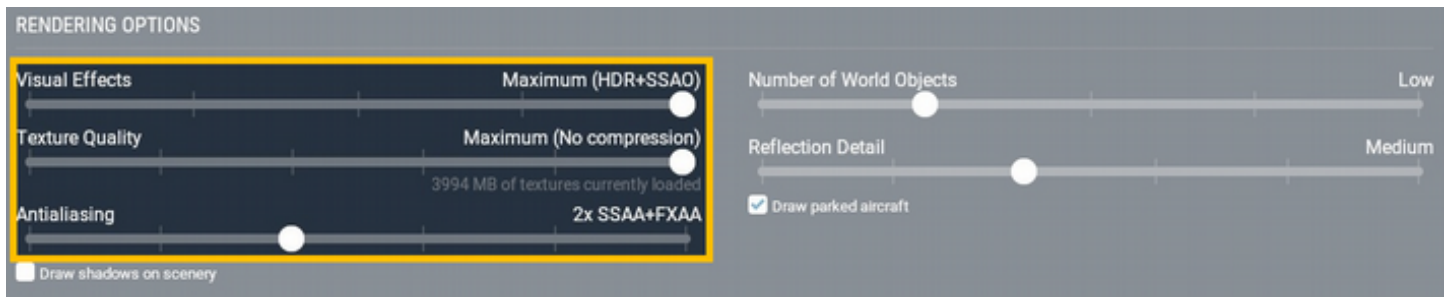 RENDERING OPTIONS
Visual Effects Maximum (HDR+SSAO)
Texture Quality Maximum (No compression)
3994 MB of textures currently loaded
Antialiasing 2x SSAA+FXAA
Draw shadows on scenery
Number of World Objects Low
Reflection Detail Medium
Draw parked aircraft